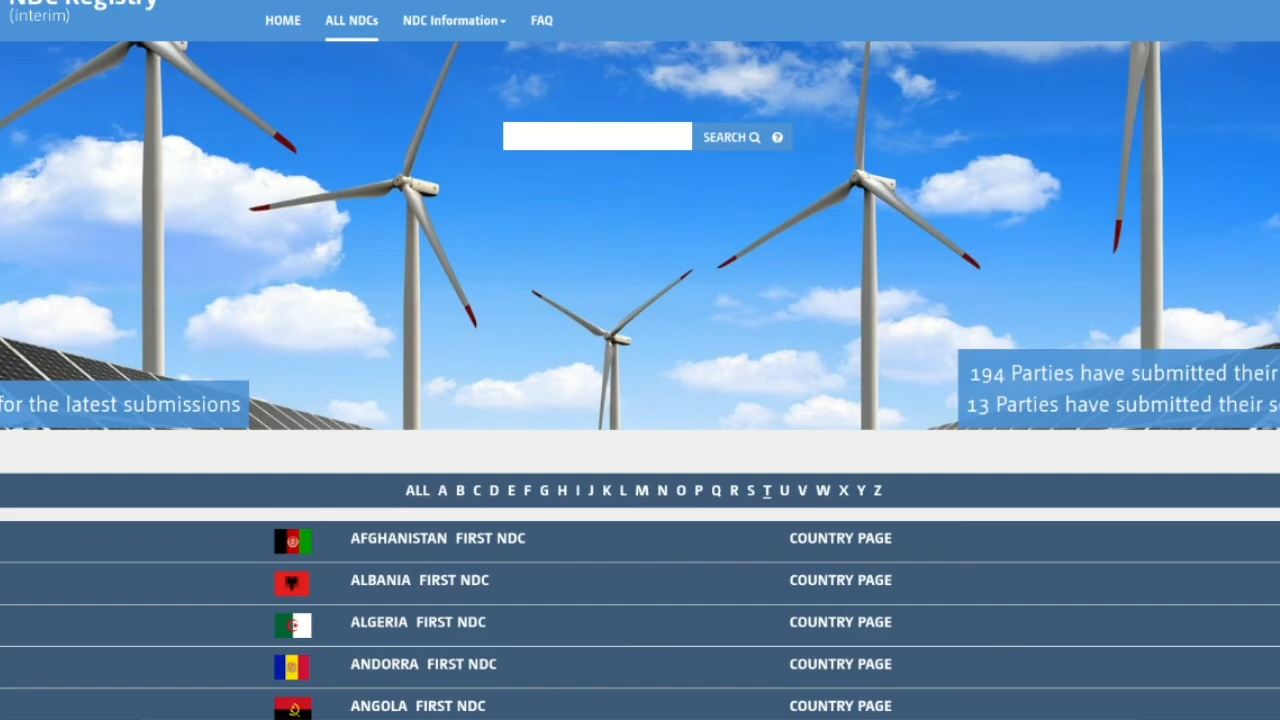 NDC Registry
(interim)
HOME ALL NDCs NDC Information FAQ
SEARCH
for the latest submissions
194 Parties have submitted their
13 Parties have submitted their
ALL A B C D E F G H I J K L M N O P Q R S T U V W X Y Z
AFGHANISTAN FIRST NDC COUNTRY PAGE
ALBANIA FIRST NDC COUNTRY PAGE
ALGERIA FIRST NDC COUNTRY PAGE
ANDORRA FIRST NDC COUNTRY PAGE
ANGOLA FIRST NDC COUNTRY PAGE